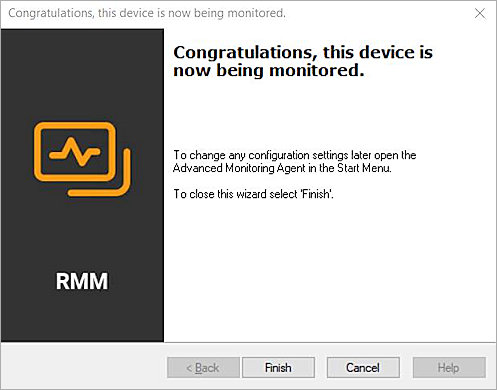 Congratulations, this device is now being monitored.
Congratulations, this device is
now being monitored.
To change any configuration settings later open the
Advanced Monitoring Agent in the Start Menu.
To close this wizard select 'Finish'.
RMM
< Back
Finish
Cancel
Help